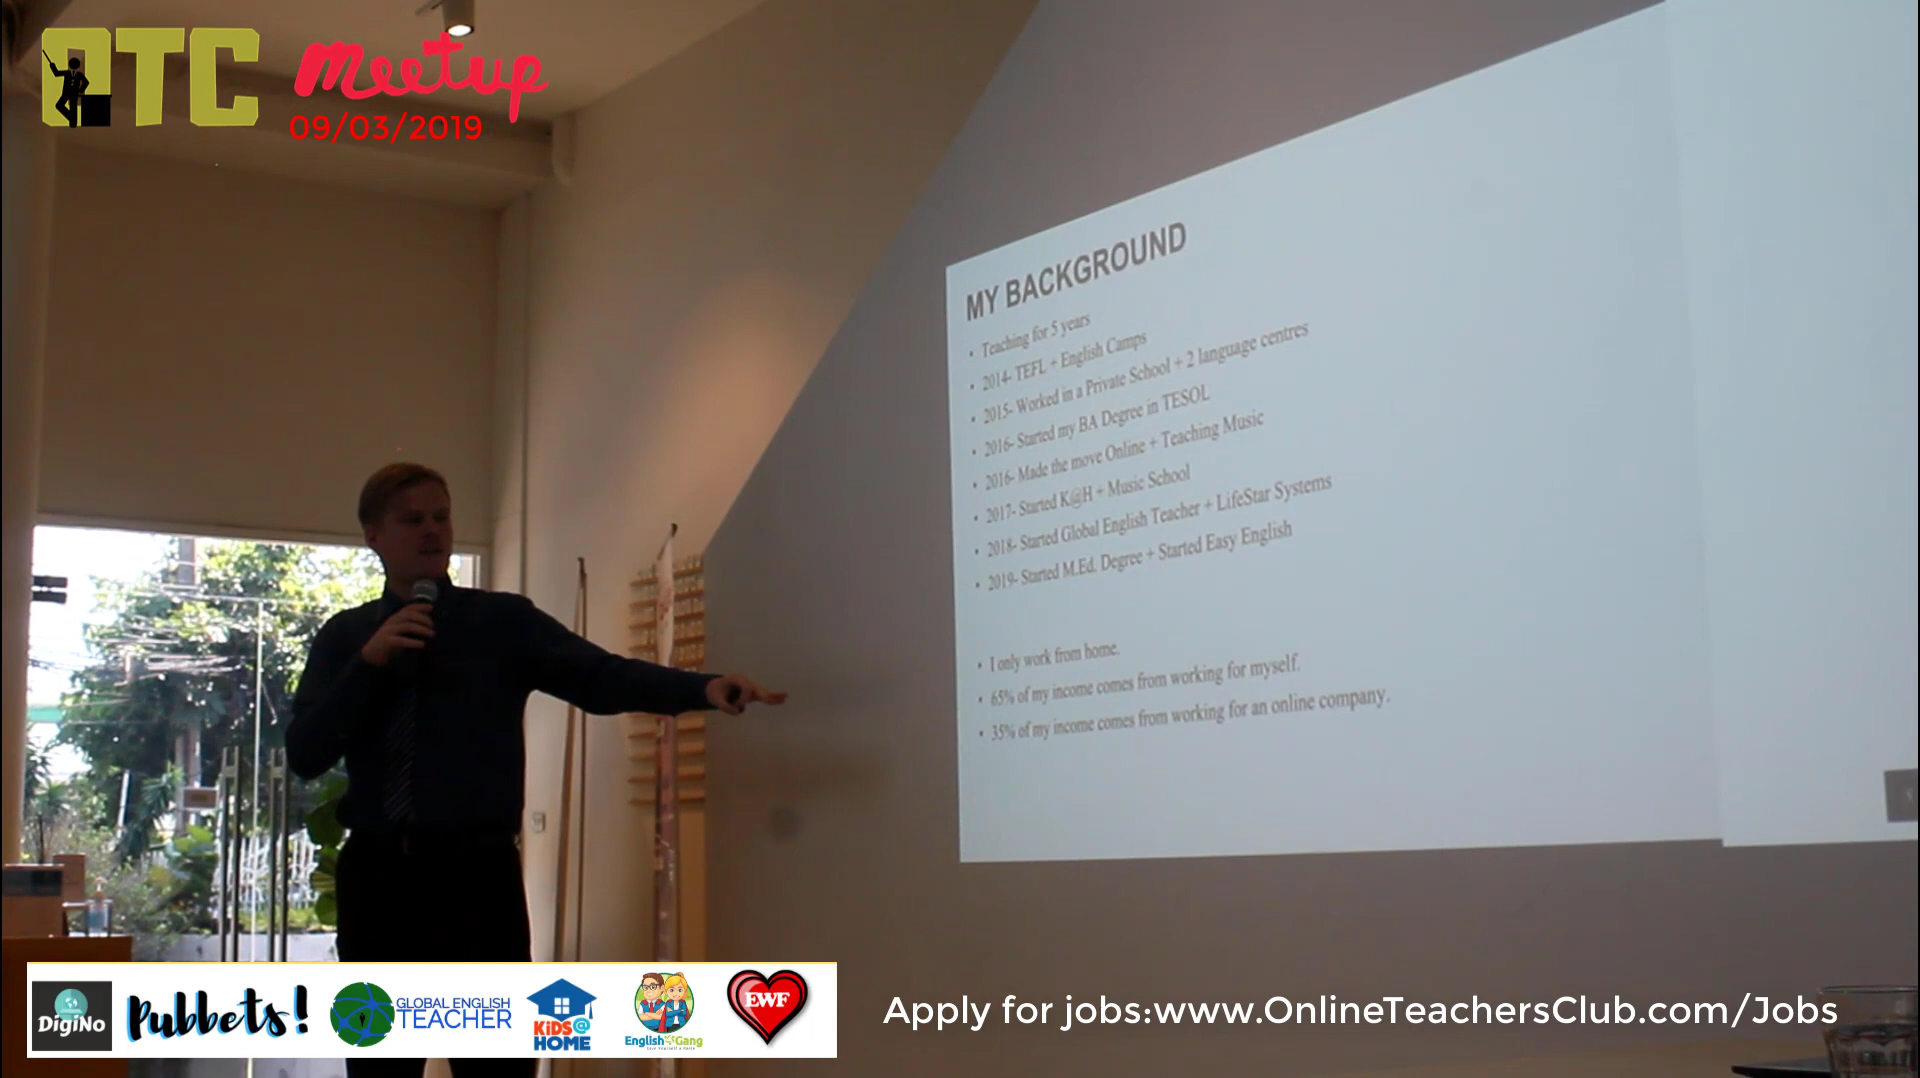 OTC
meetup
09/03/2019
MY BACKGROUND
• Teaching for 5 years
• 2014- TEFL + English Camps
• 2015- Worked in a Private School + 2 language centres
• 2016- Started my BA Degree in TESOL
• 2016- Made the move Online + Teaching Music
• 2017- Started K@H + Music School
• 2018- Started Global English Teacher + LifeStar Systems
• 2019- Started M.Ed. Degree + Started Easy English
• I only work from home.
• 65% of my income comes from working for myself.
• 35% of my income comes from working for an online company.
DigiNo
Pubbets!
GLOBAL ENGLISH
TEACHER
KiDS@
HOME
English Gang
EWF
Apply for jobs:www.OnlineTeachersClub.com/Jobs